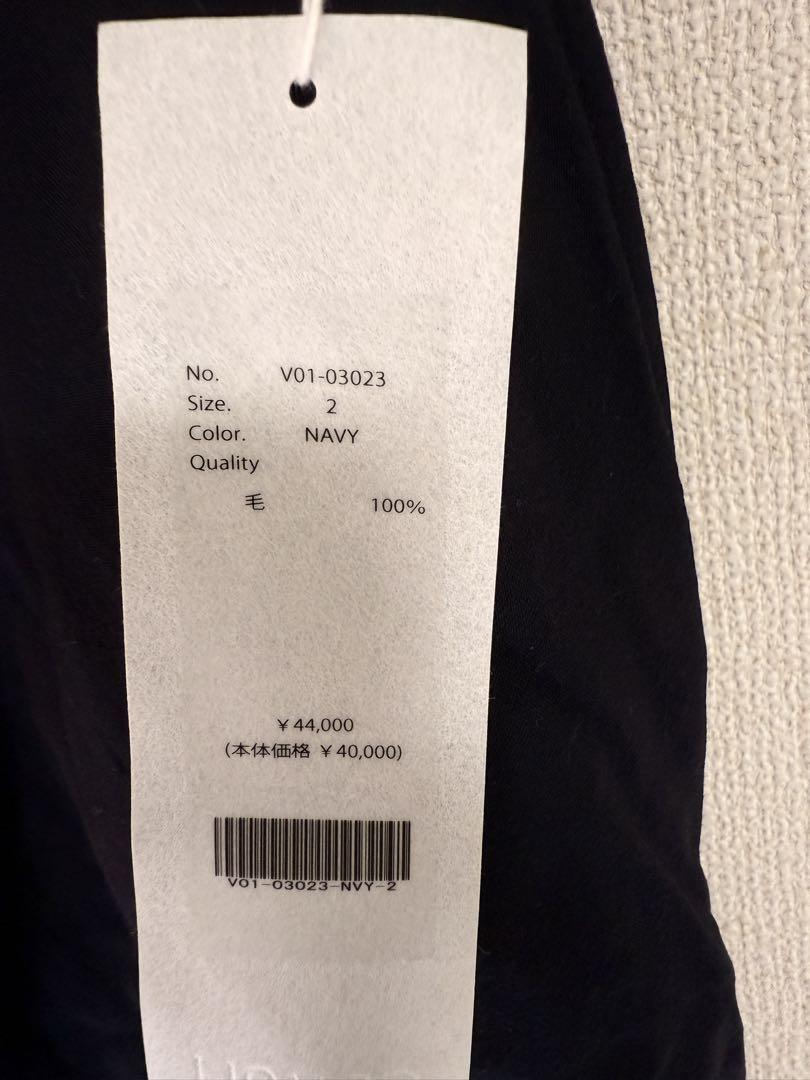 No. V01-03023
Size. 2
Color. NAVY
Quality
毛 100%
¥44,000
(本体価格 ¥40,000)
V01-03023-NVY-2